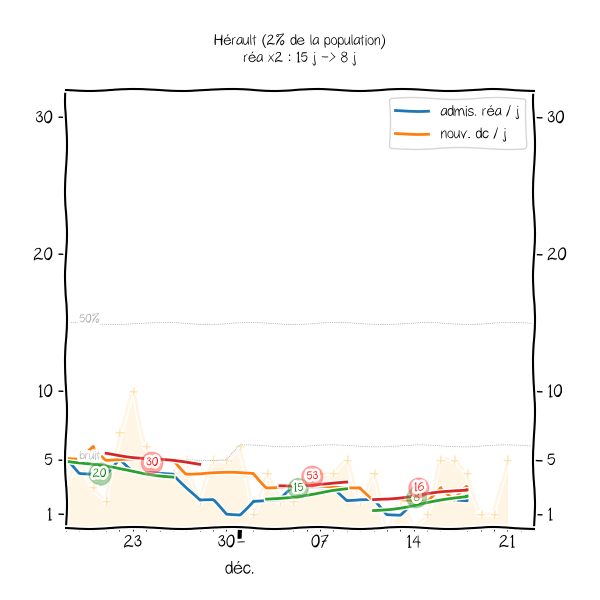 Hérault (2% de la population)
réa x2 : 15 j -> 8 j
admis. réa / j
nouv. dc / j
30 30
20 20
50%
10 10
bruit
5 5
1 1
20 30 15 53 16
23 30 07 14 21
déc.